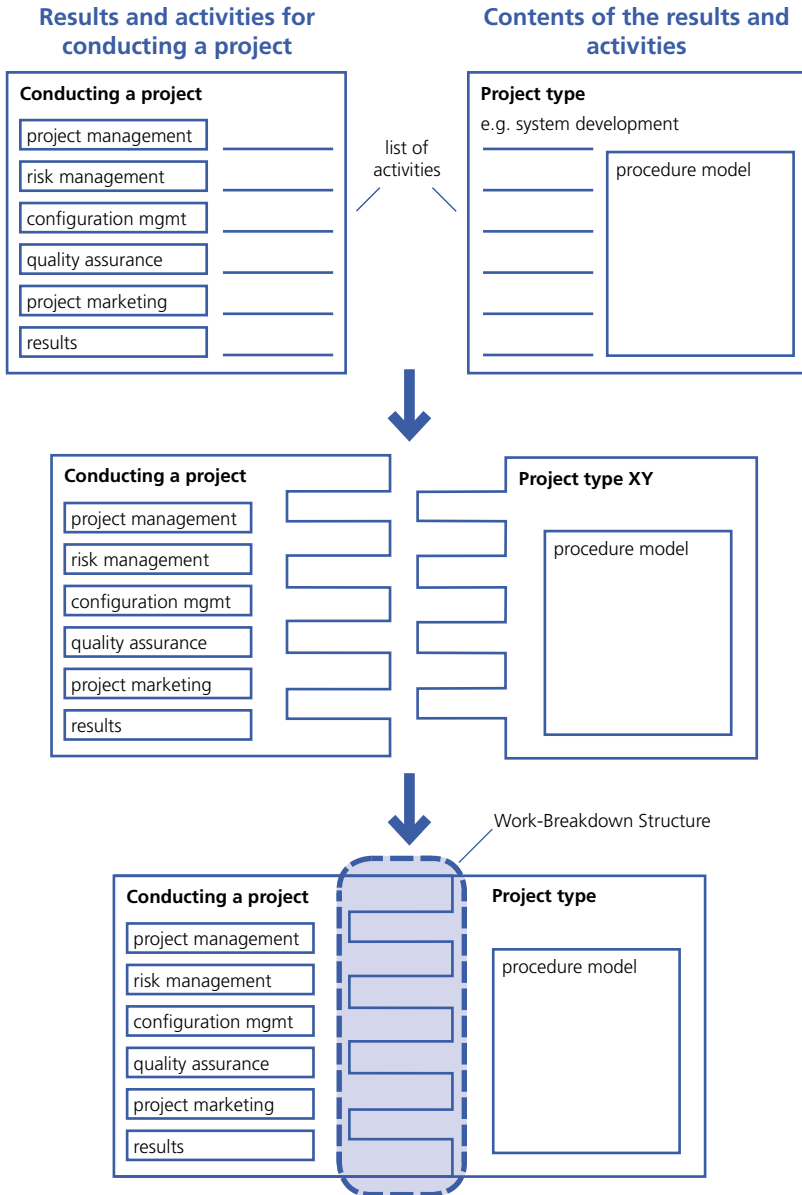 Results and activities for
conducting a project
Contents of the results and
activities
Conducting a project
project management
risk management
configuration mgmt
quality assurance
project marketing
results
list of
activities
Project type
e.g. system development
procedure model
Conducting a project
project management
risk management
configuration mgmt
quality assurance
project marketing
results
Project type XY
procedure model
Work-Breakdown Structure
Conducting a project
project management
risk management
configuration mgmt
quality assurance
project marketing
results
Project type
procedure model